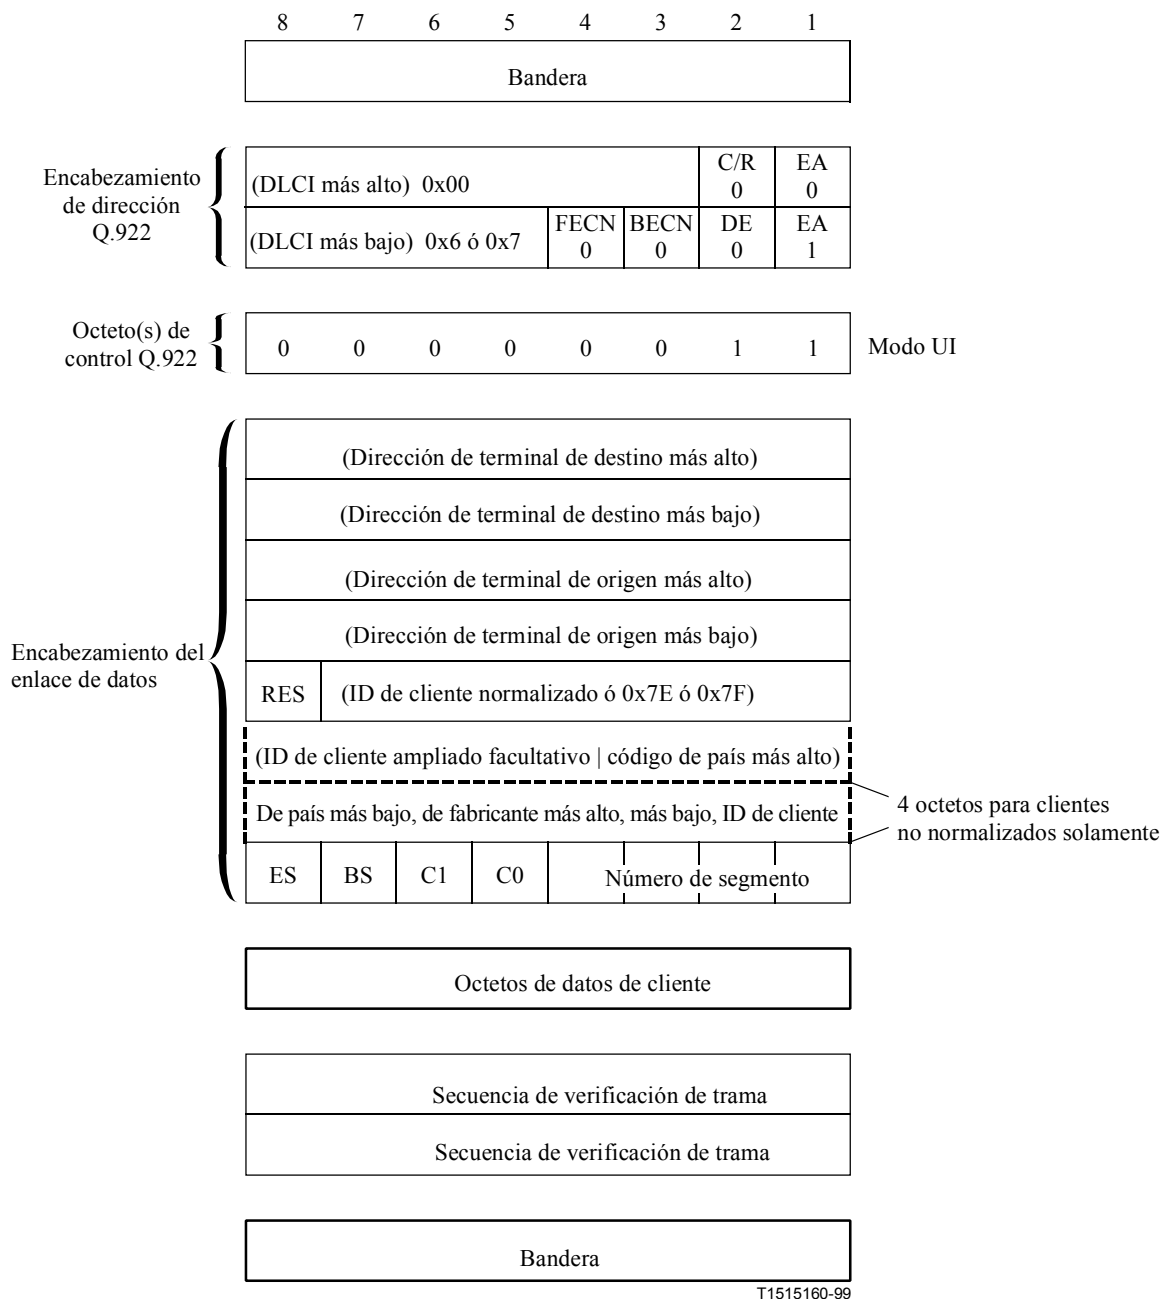 8 7 6 5 4 3 2 1
Bandera
Encabezamiento
de dirección
Q.922
(DLCI más alto) 0x00
C/R
0
EA
0
(DLCI más bajo) 0x6 ó 0x7
FECN
0
BECN
0
DE
0
EA
1
Octeto(s) de
control Q.922
0 0 0 0 0 0 1 1
Modo UI
Encabezamiento del
enlace de datos
(Dirección de terminal de destino más alto)
(Dirección de terminal de destino más bajo)
(Dirección de terminal de origen más alto)
(Dirección de terminal de origen más bajo)
RES
(ID de cliente normalizado ó 0x7E ó 0x7F)
(ID de cliente ampliado facultativo | código de país más alto)
De país más bajo, de fabricante más alto, más bajo, ID de cliente
4 octetos para clientes
no normalizados solamente
ES BS C1 C0 Número de segmento
Octetos de datos de cliente
Secuencia de verificación de trama
Secuencia de verificación de trama
Bandera
T1515160-99